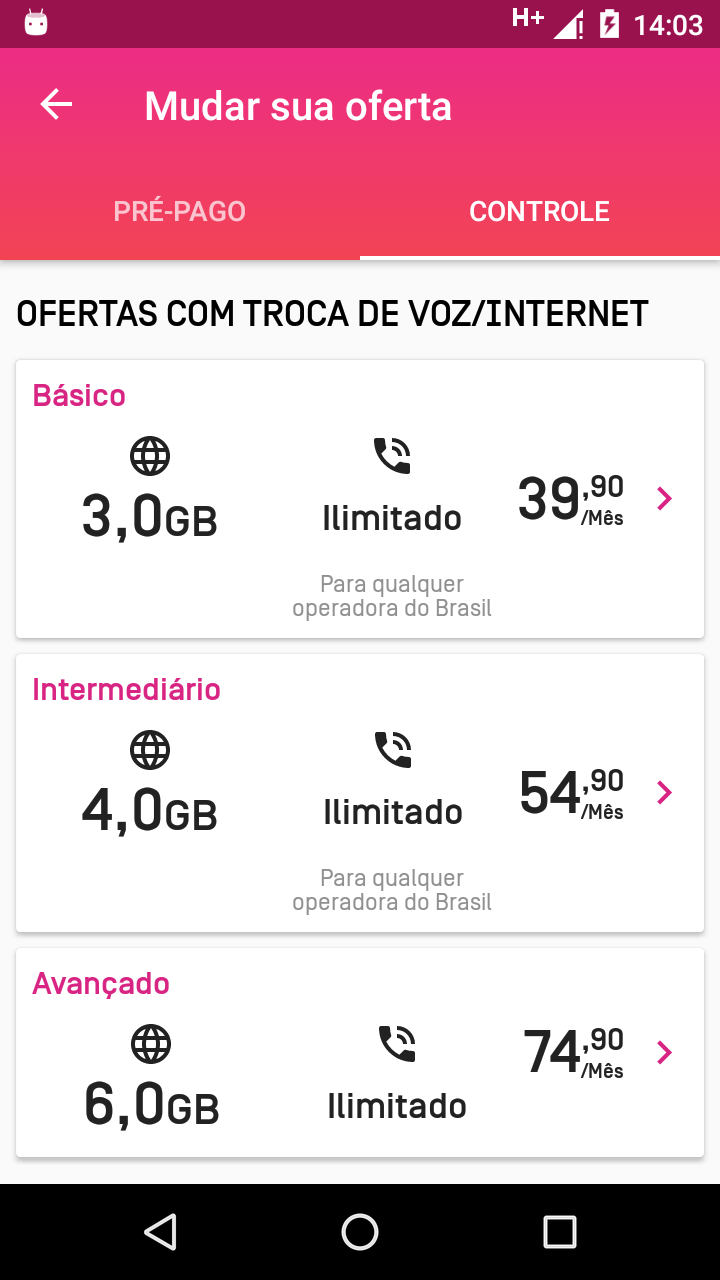 H+ 14:03
Mudar sua oferta
PRÉ-PAGO CONTROLE
OFERTAS COM TROCA DE VOZ/INTERNET
Básico
3,0GB Ilimitado 39,90 /Mês
Para qualquer
operadora do Brasil
Intermediário
4,0GB Ilimitado 54,90 /Mês
Para qualquer
operadora do Brasil
Avançado
6,0GB Ilimitado 74,90 /Mês